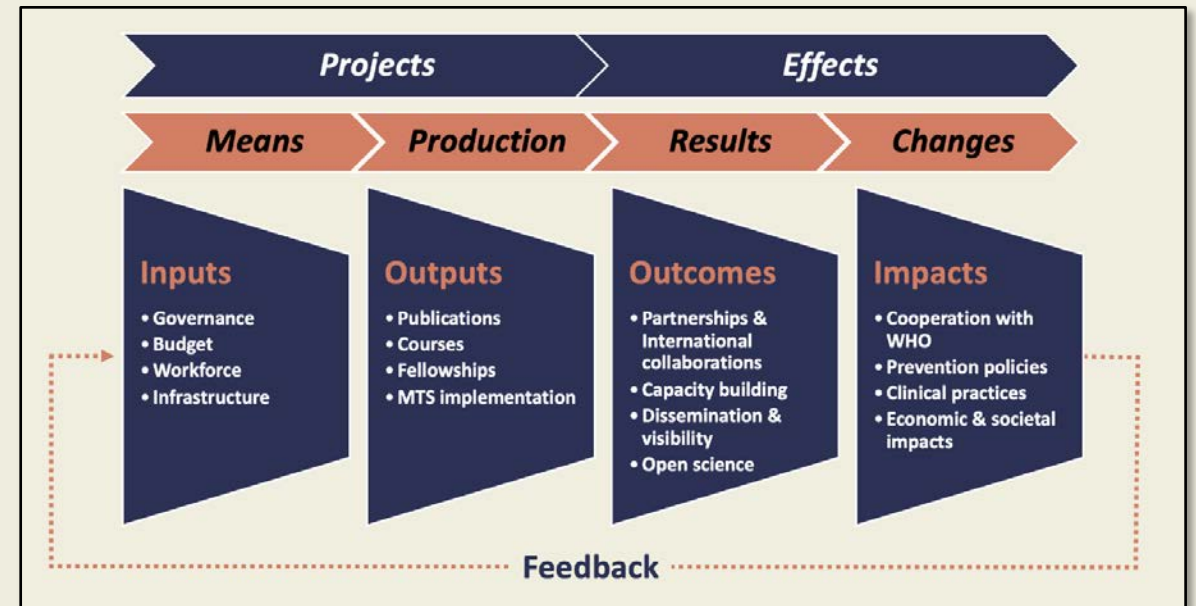 Projects
Effects
Means
Production
Results
Changes
Inputs
• Governance
• Budget
• Workforce
• Infrastructure
Outputs
• Publications
• Courses
• Fellowships
• MTS implementation
Outcomes
• Partnerships &
International
collaborations
• Capacity building
• Dissemination &
visibility
• Open science
Impacts
• Cooperation with
WHO
• Prevention policies
• Clinical practices
• Economic & societal
impacts
Feedback